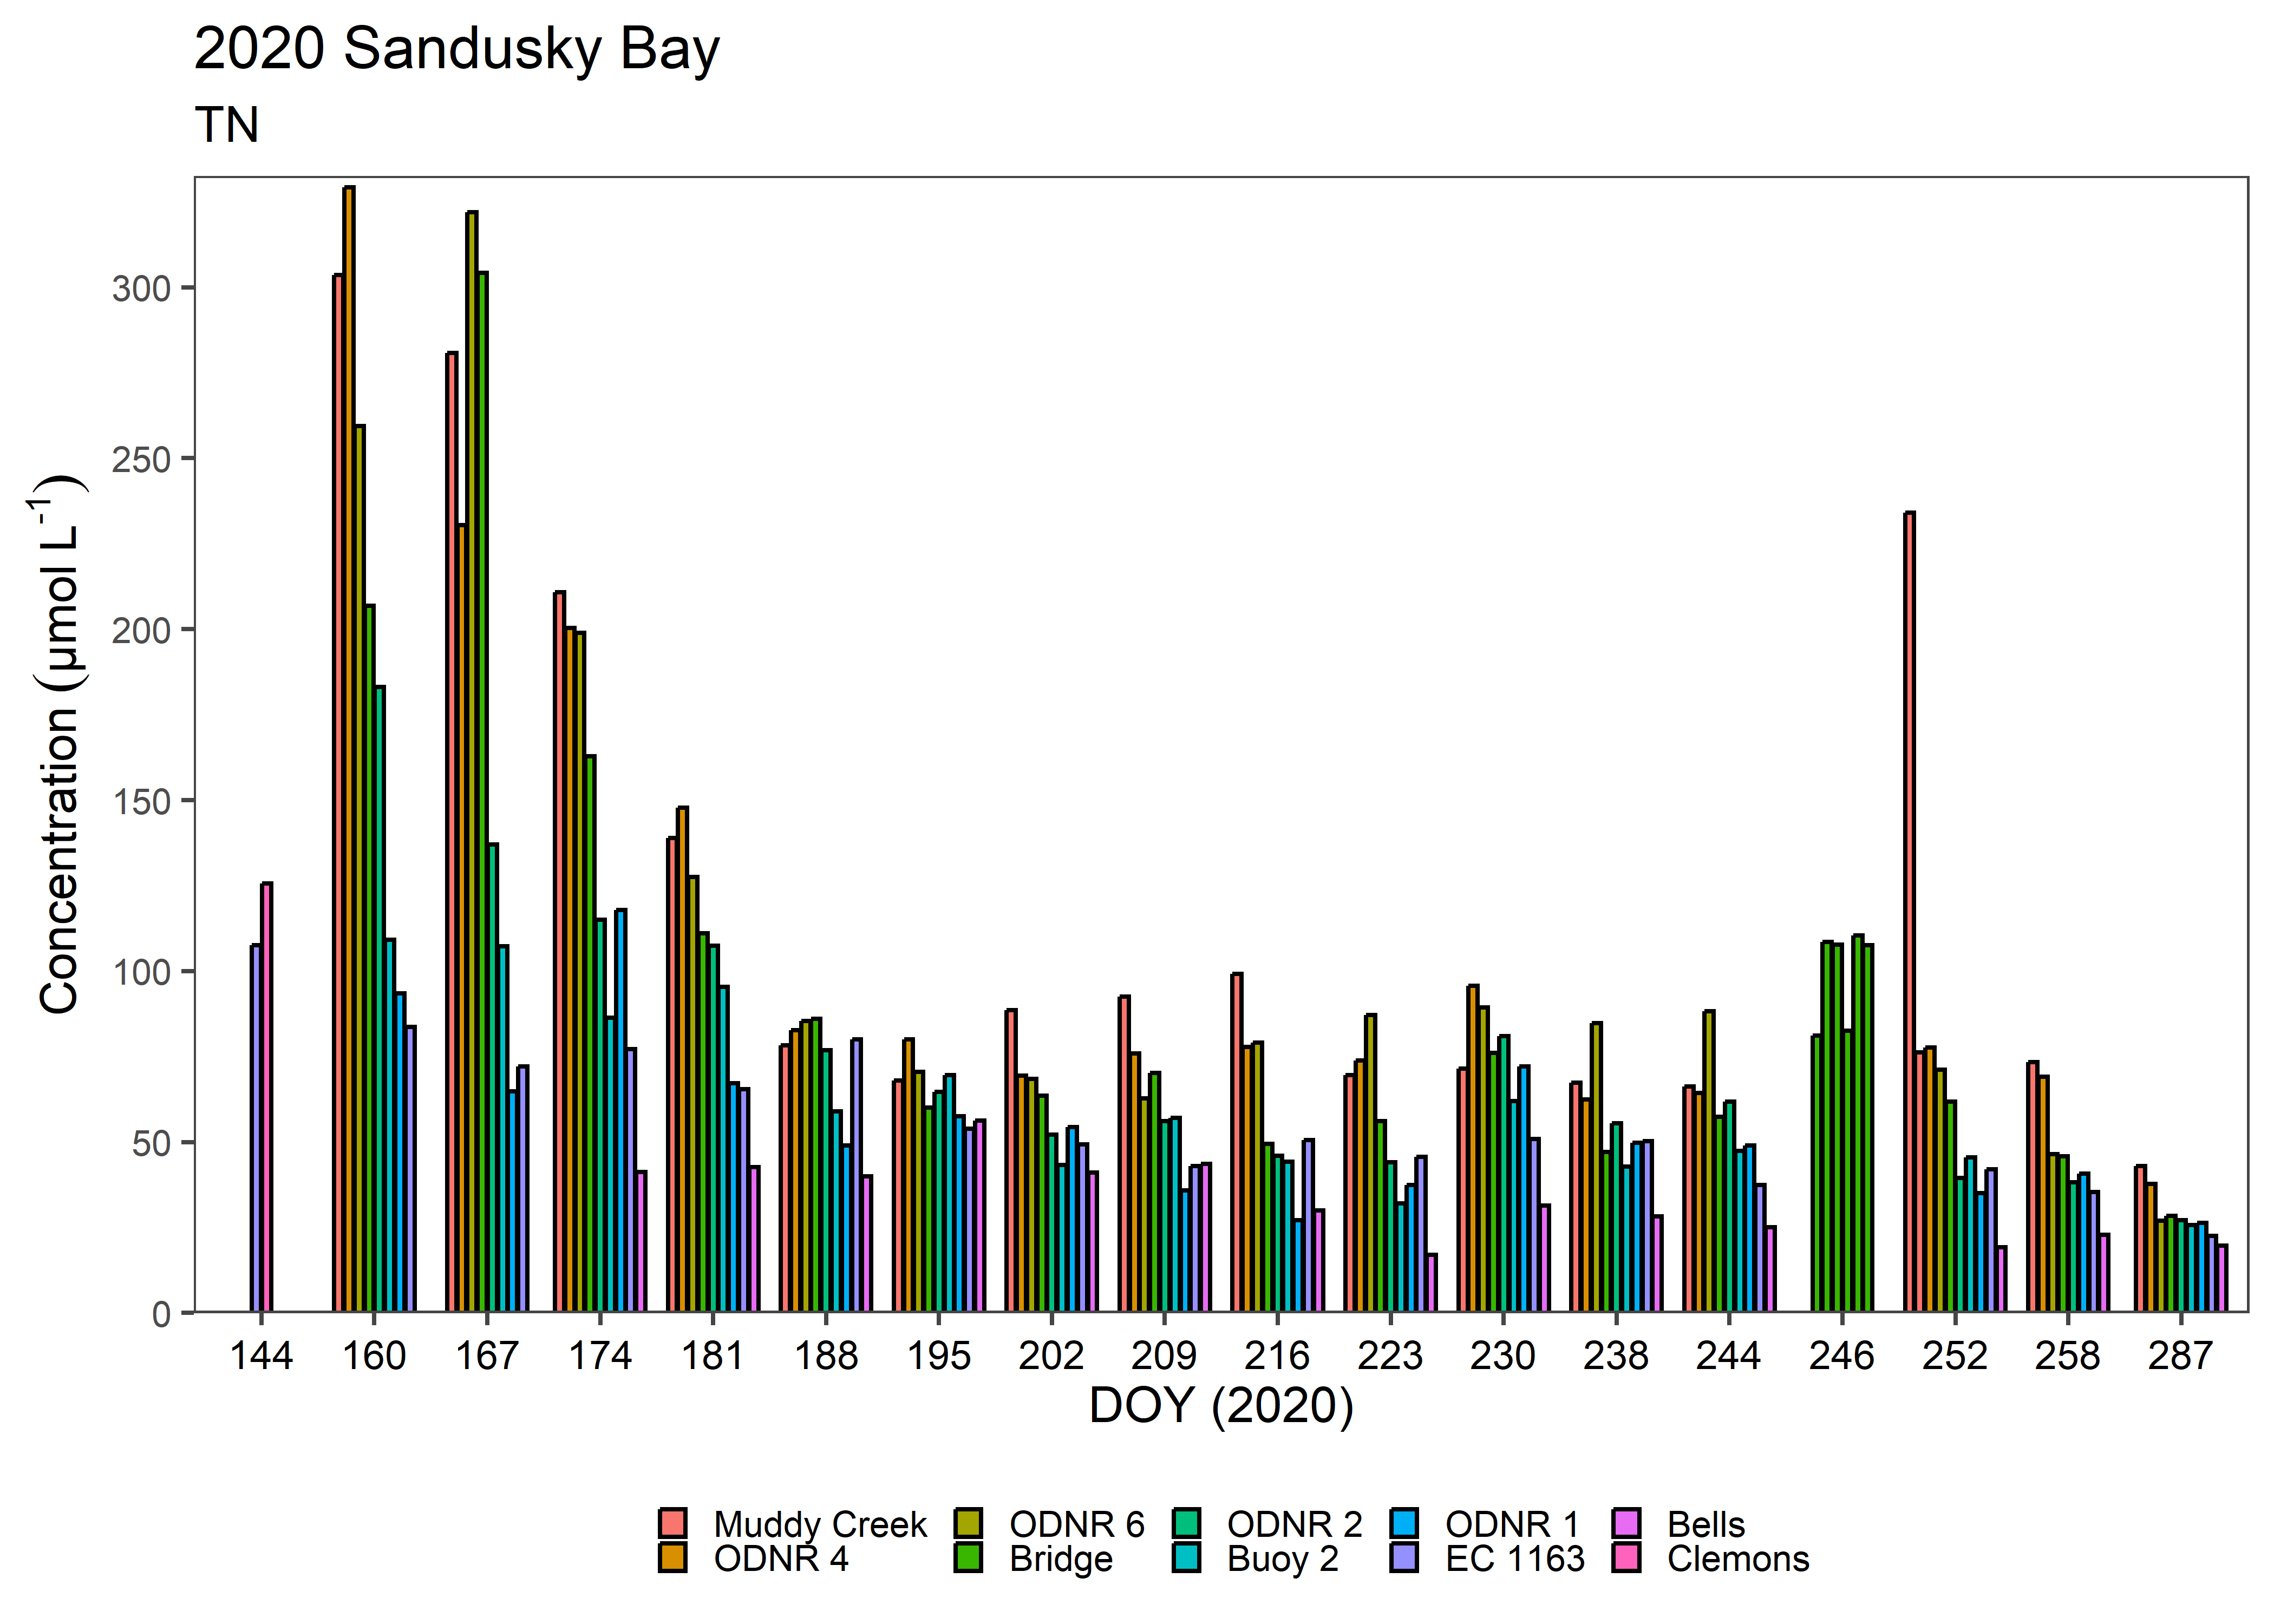 2020 Sandusky Bay
TN
Concentration (µmol L-1)
300
250
200
150
100
50
0
144 160 167 174 181 188 195 202 209 216 223 230 238 244 246 252 258 287
DOY (2020)
Muddy Creek ODNR 6 ODNR 2 ODNR 1 Bells
ODNR 4 Bridge Buoy 2 EC 1163 Clemons